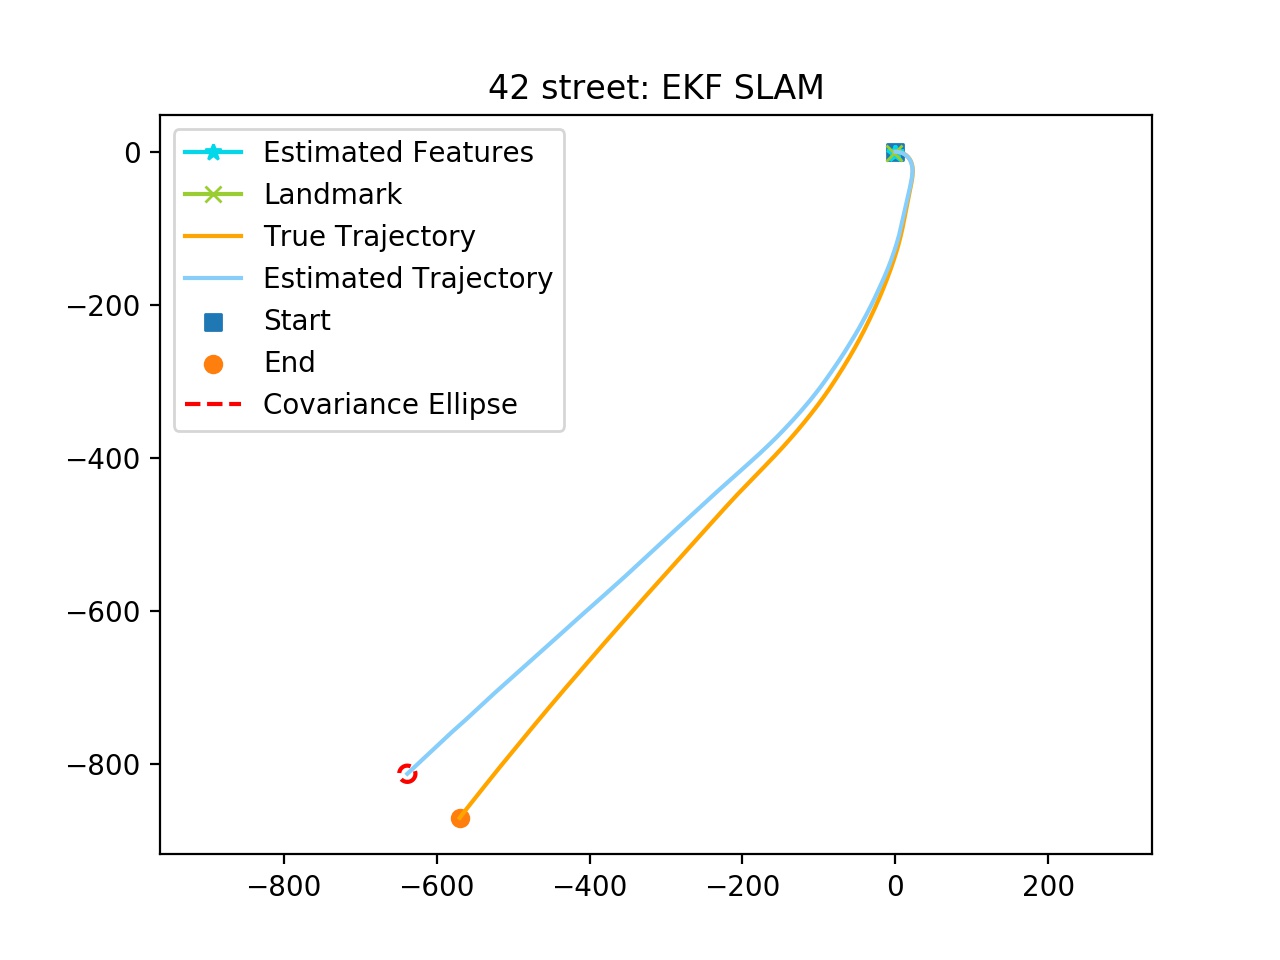 42 street: EKF SLAM
Estimated Features
Landmark
True Trajectory
Estimated Trajectory
Start
End
Covariance Ellipse
0
−200
−400
−600
−800
−800 −600 −400 −200 0 200